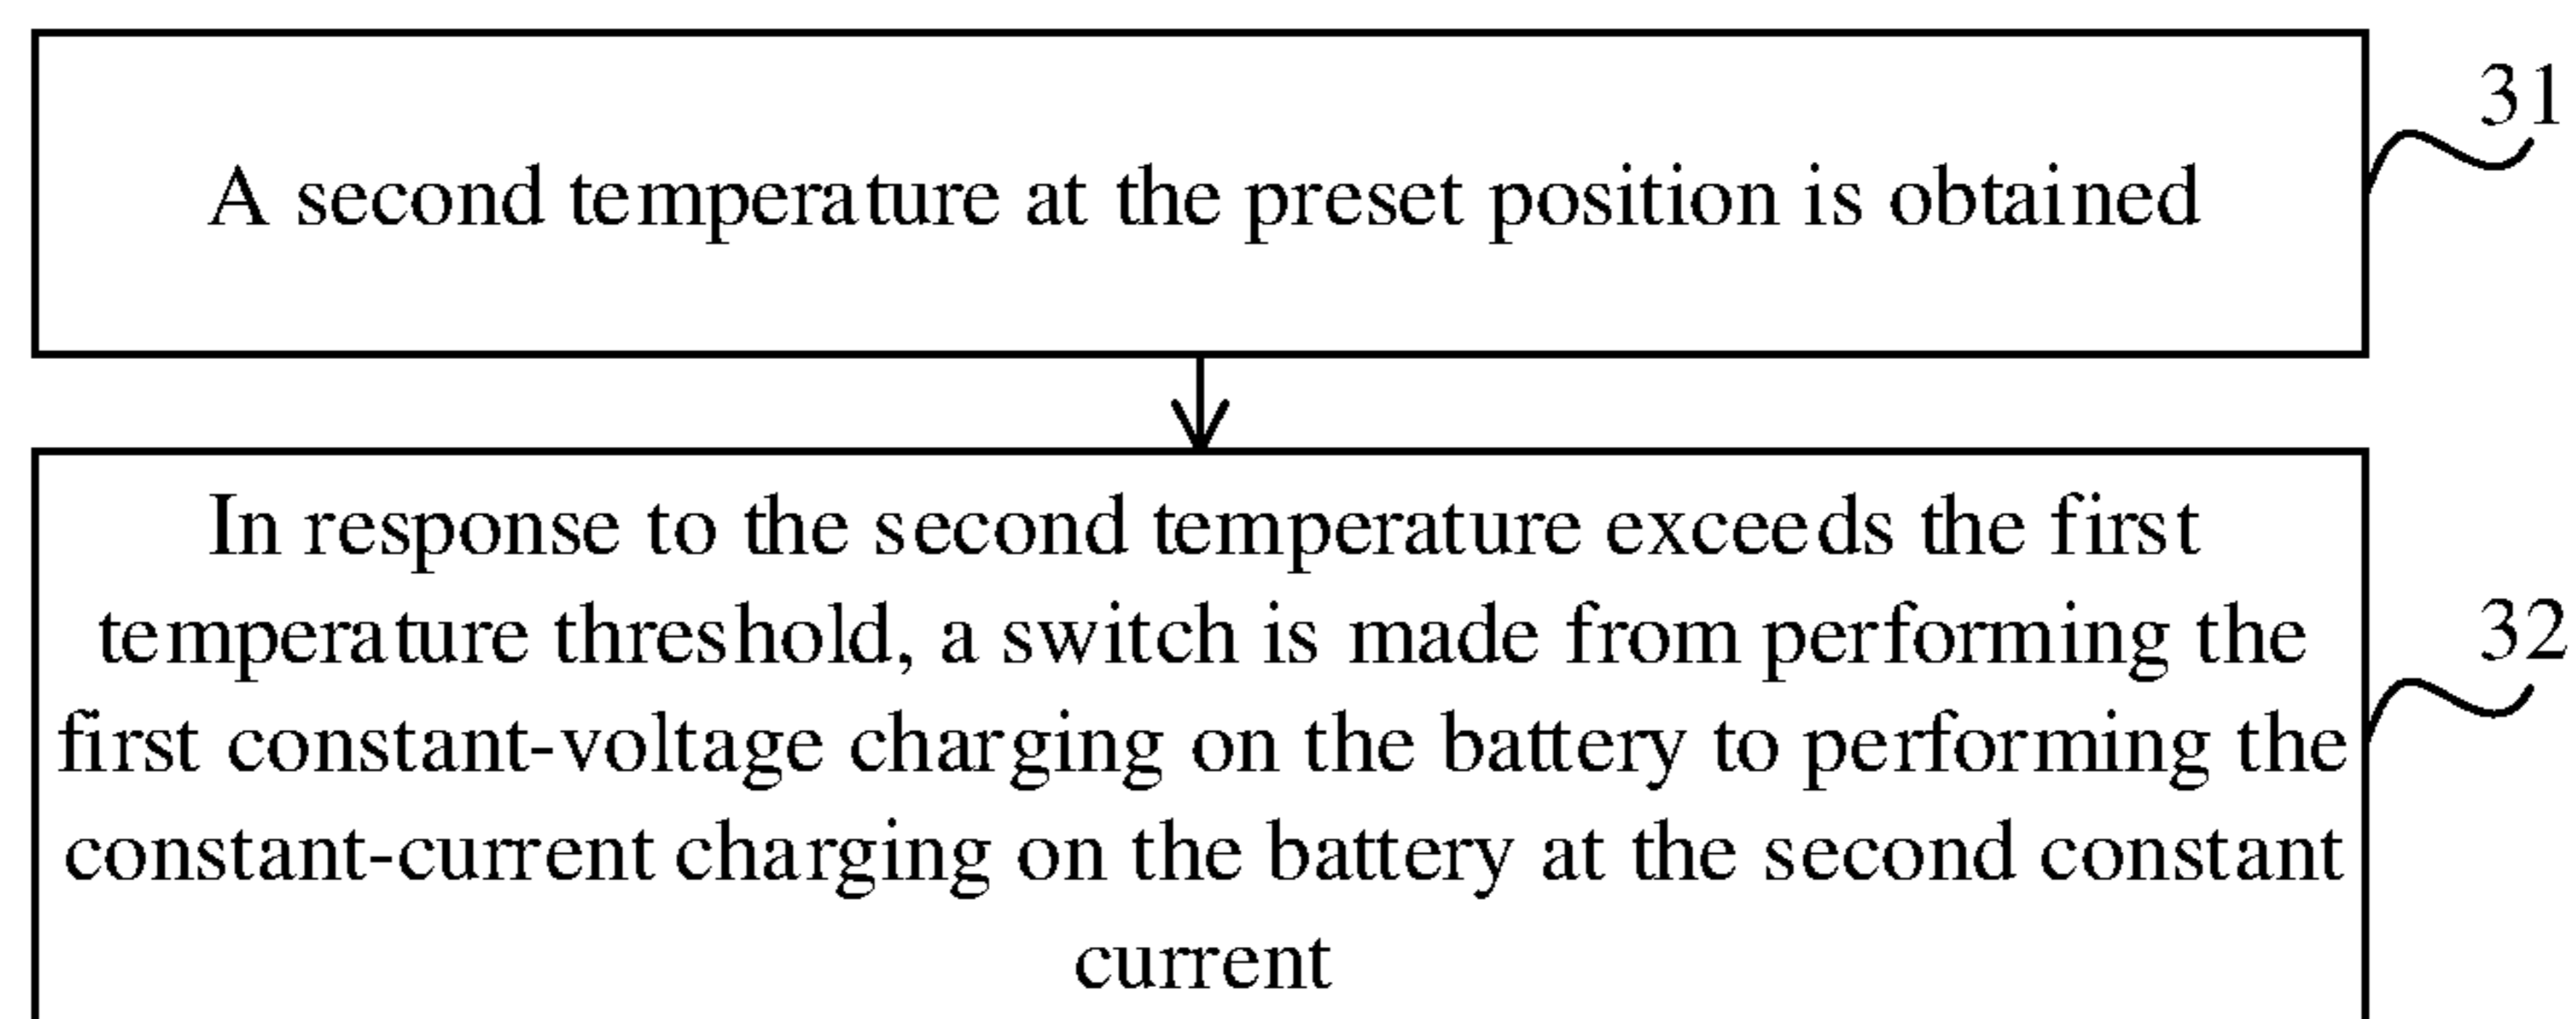 31
A second temperature at the preset position is obtained
In response to the second temperature exceeds the first
temperature threshold, a switch is made from performing the
32
first constant-voltage charging on the battery to performing the
constant-current charging on the battery at the second constant
current